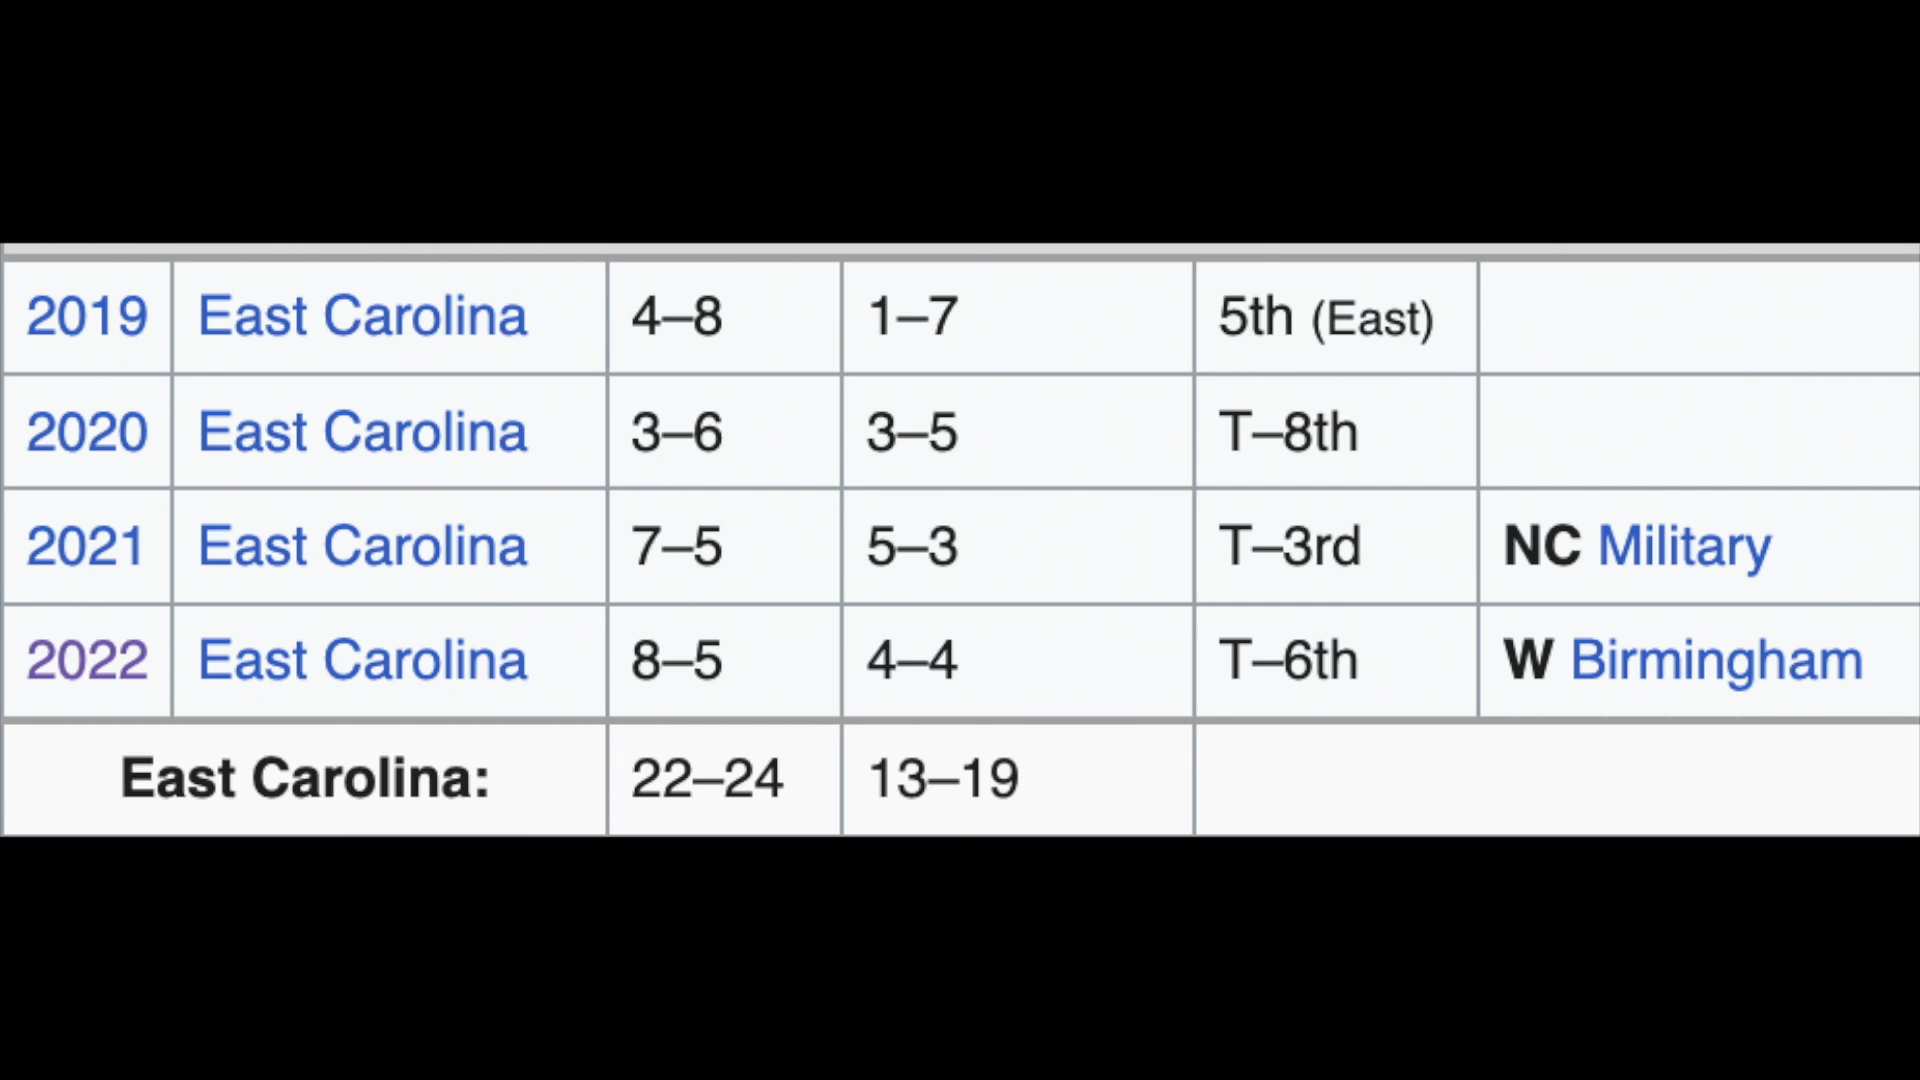 2019 East Carolina 4–8 1–7 5th (East)
2020 East Carolina 3–6 3–5 T–8th
2021 East Carolina 7–5 5–3 T–3rd NC Military
2022 East Carolina 8–5 4–4 T–6th W Birmingham
East Carolina: 22–24 13–19